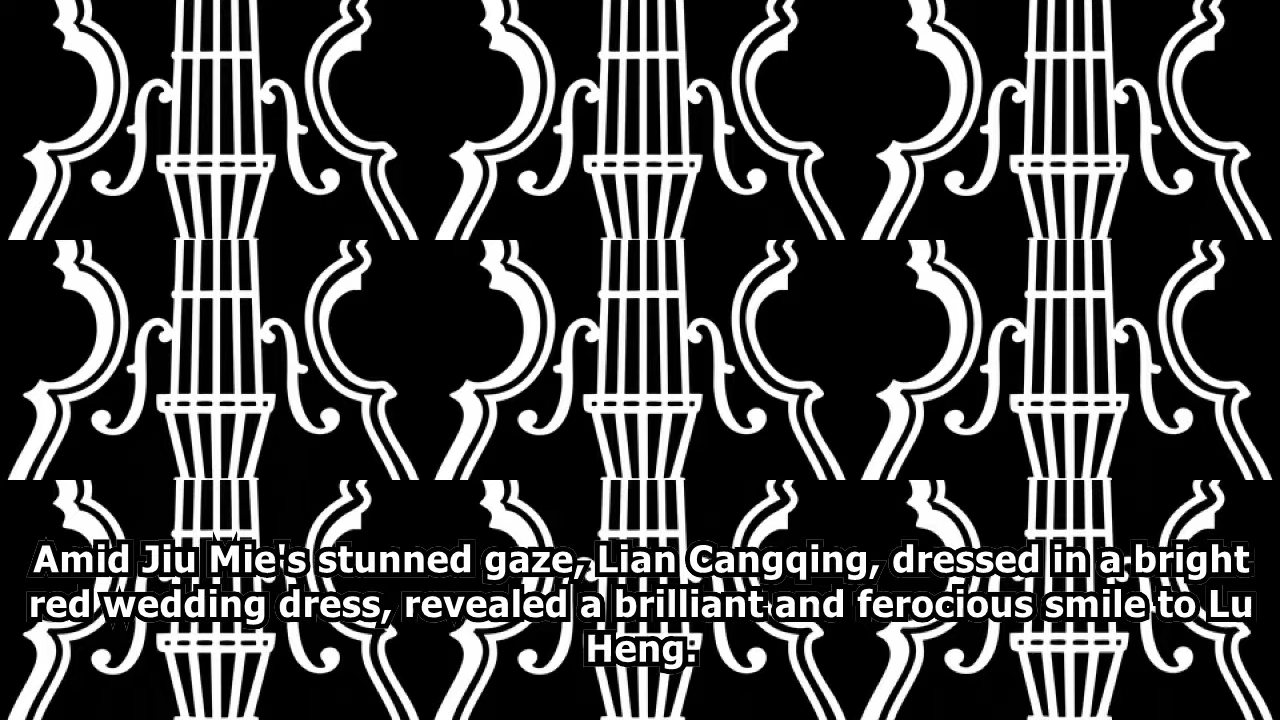 Amid Jiu Mie's stunned gaze, Lian Cangqing, dressed in a bright
red wedding dress, revealed a brilliant and ferocious smile to Lu
Heng.